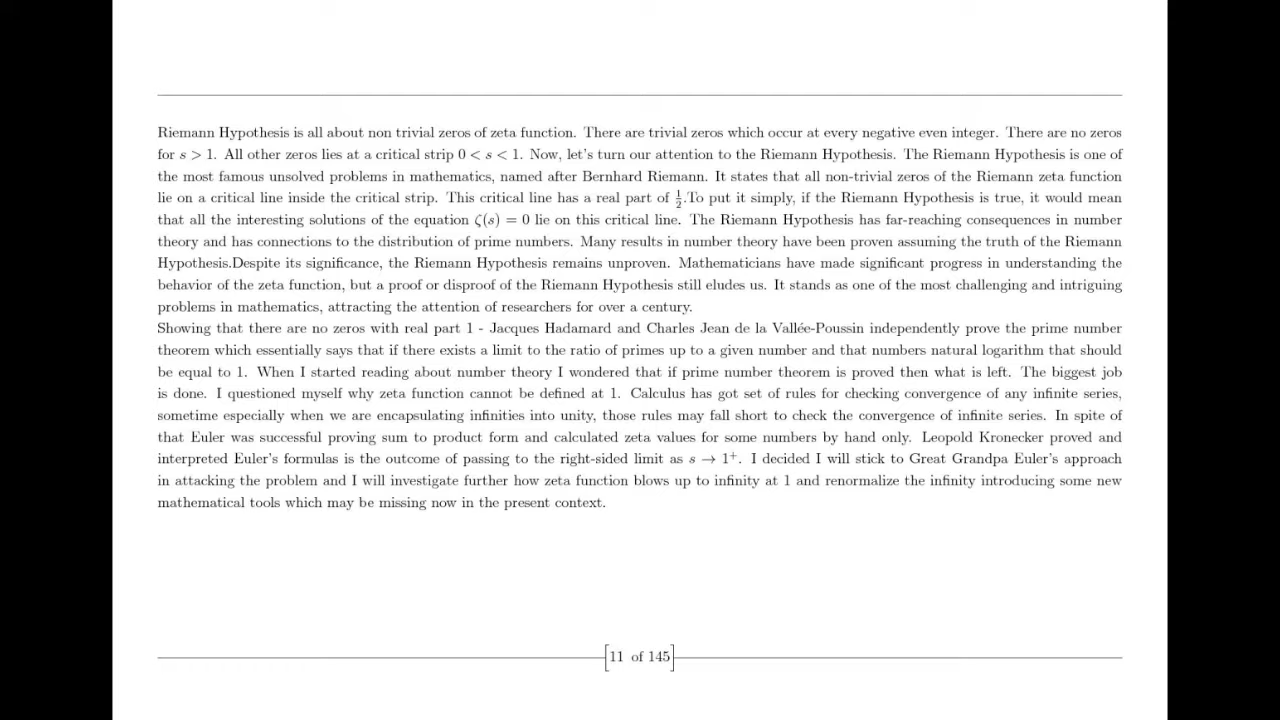 Riemann Hypothesis is all about non trivial zeros of zeta function. There are trivial zeros which occur at every negative even integer. There are no zeros
for s > 1. All other zeros lies at a critical strip 0 < s < 1. Now, let's turn our attention to the Riemann Hypothesis. The Riemann Hypothesis is one of
the most famous unsolved problems in mathematics, named after Bernhard Riemann. It states that all non-trivial zeros of the Riemann zeta function
lie on a critical line inside the critical strip. This critical line has a real part of 1/2.To put it simply, if the Riemann Hypothesis is true, it would mean
that all the interesting solutions of the equation ζ(s) = 0 lie on this critical line. The Riemann Hypothesis has far-reaching consequences in number
theory and has connections to the distribution of prime numbers. Many results in number theory have been proven assuming the truth of the Riemann
Hypothesis.Despite its significance, the Riemann Hypothesis remains unproven. Mathematicians have made significant progress in understanding the
behavior of the zeta function, but a proof or disproof of the Riemann Hypothesis still eludes us. It stands as one of the most challenging and intriguing
problems in mathematics, attracting the attention of researchers for over a century.
Showing that there are no zeros with real part 1 - Jacques Hadamard and Charles Jean de la Vallée-Poussin independently prove the prime number
theorem which essentially says that if there exists a limit to the ratio of primes up to a given number and that numbers natural logarithm that should
be equal to 1. When I started reading about number theory I wondered that if prime number theorem is proved then what is left. The biggest job
is done. I questioned myself why zeta function cannot be defined at 1. Calculus has got set of rules for checking convergence of any infinite series,
sometime especially when we are encapsulating infinities into unity, those rules may fall short to check the convergence of infinite series. In spite of
that Euler was successful proving sum to product form and calculated zeta values for some numbers by hand only. Leopold Kronecker proved and
interpreted Euler's formulas is the outcome of passing to the right-sided limit as s → 1⁺. I decided I will stick to Great Grandpa Euler's approach
in attacking the problem and I will investigate further how zeta function blows up to infinity at 1 and renormalize the infinity introducing some new
mathematical tools which may be missing now in the present context.
[11 of 145]